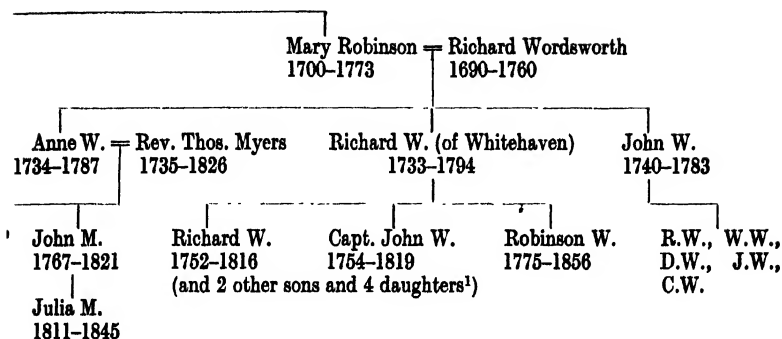 Mary Robinson = Richard Wordsworth
1700–1773 1690–1760
Anne W. = Rev. Thos. Myers Richard W. (of Whitehaven) John W.
1734–1787 1735–1826 1733–1794 1740–1783
John M. Richard W. Capt. John W. Robinson W. R.W., W.W.,
1767–1821 1752–1816 1754–1819 1775–1856 D.W., J.W.,
(and 2 other sons and 4 daughters¹) C.W.
Julia M.
1811–1845